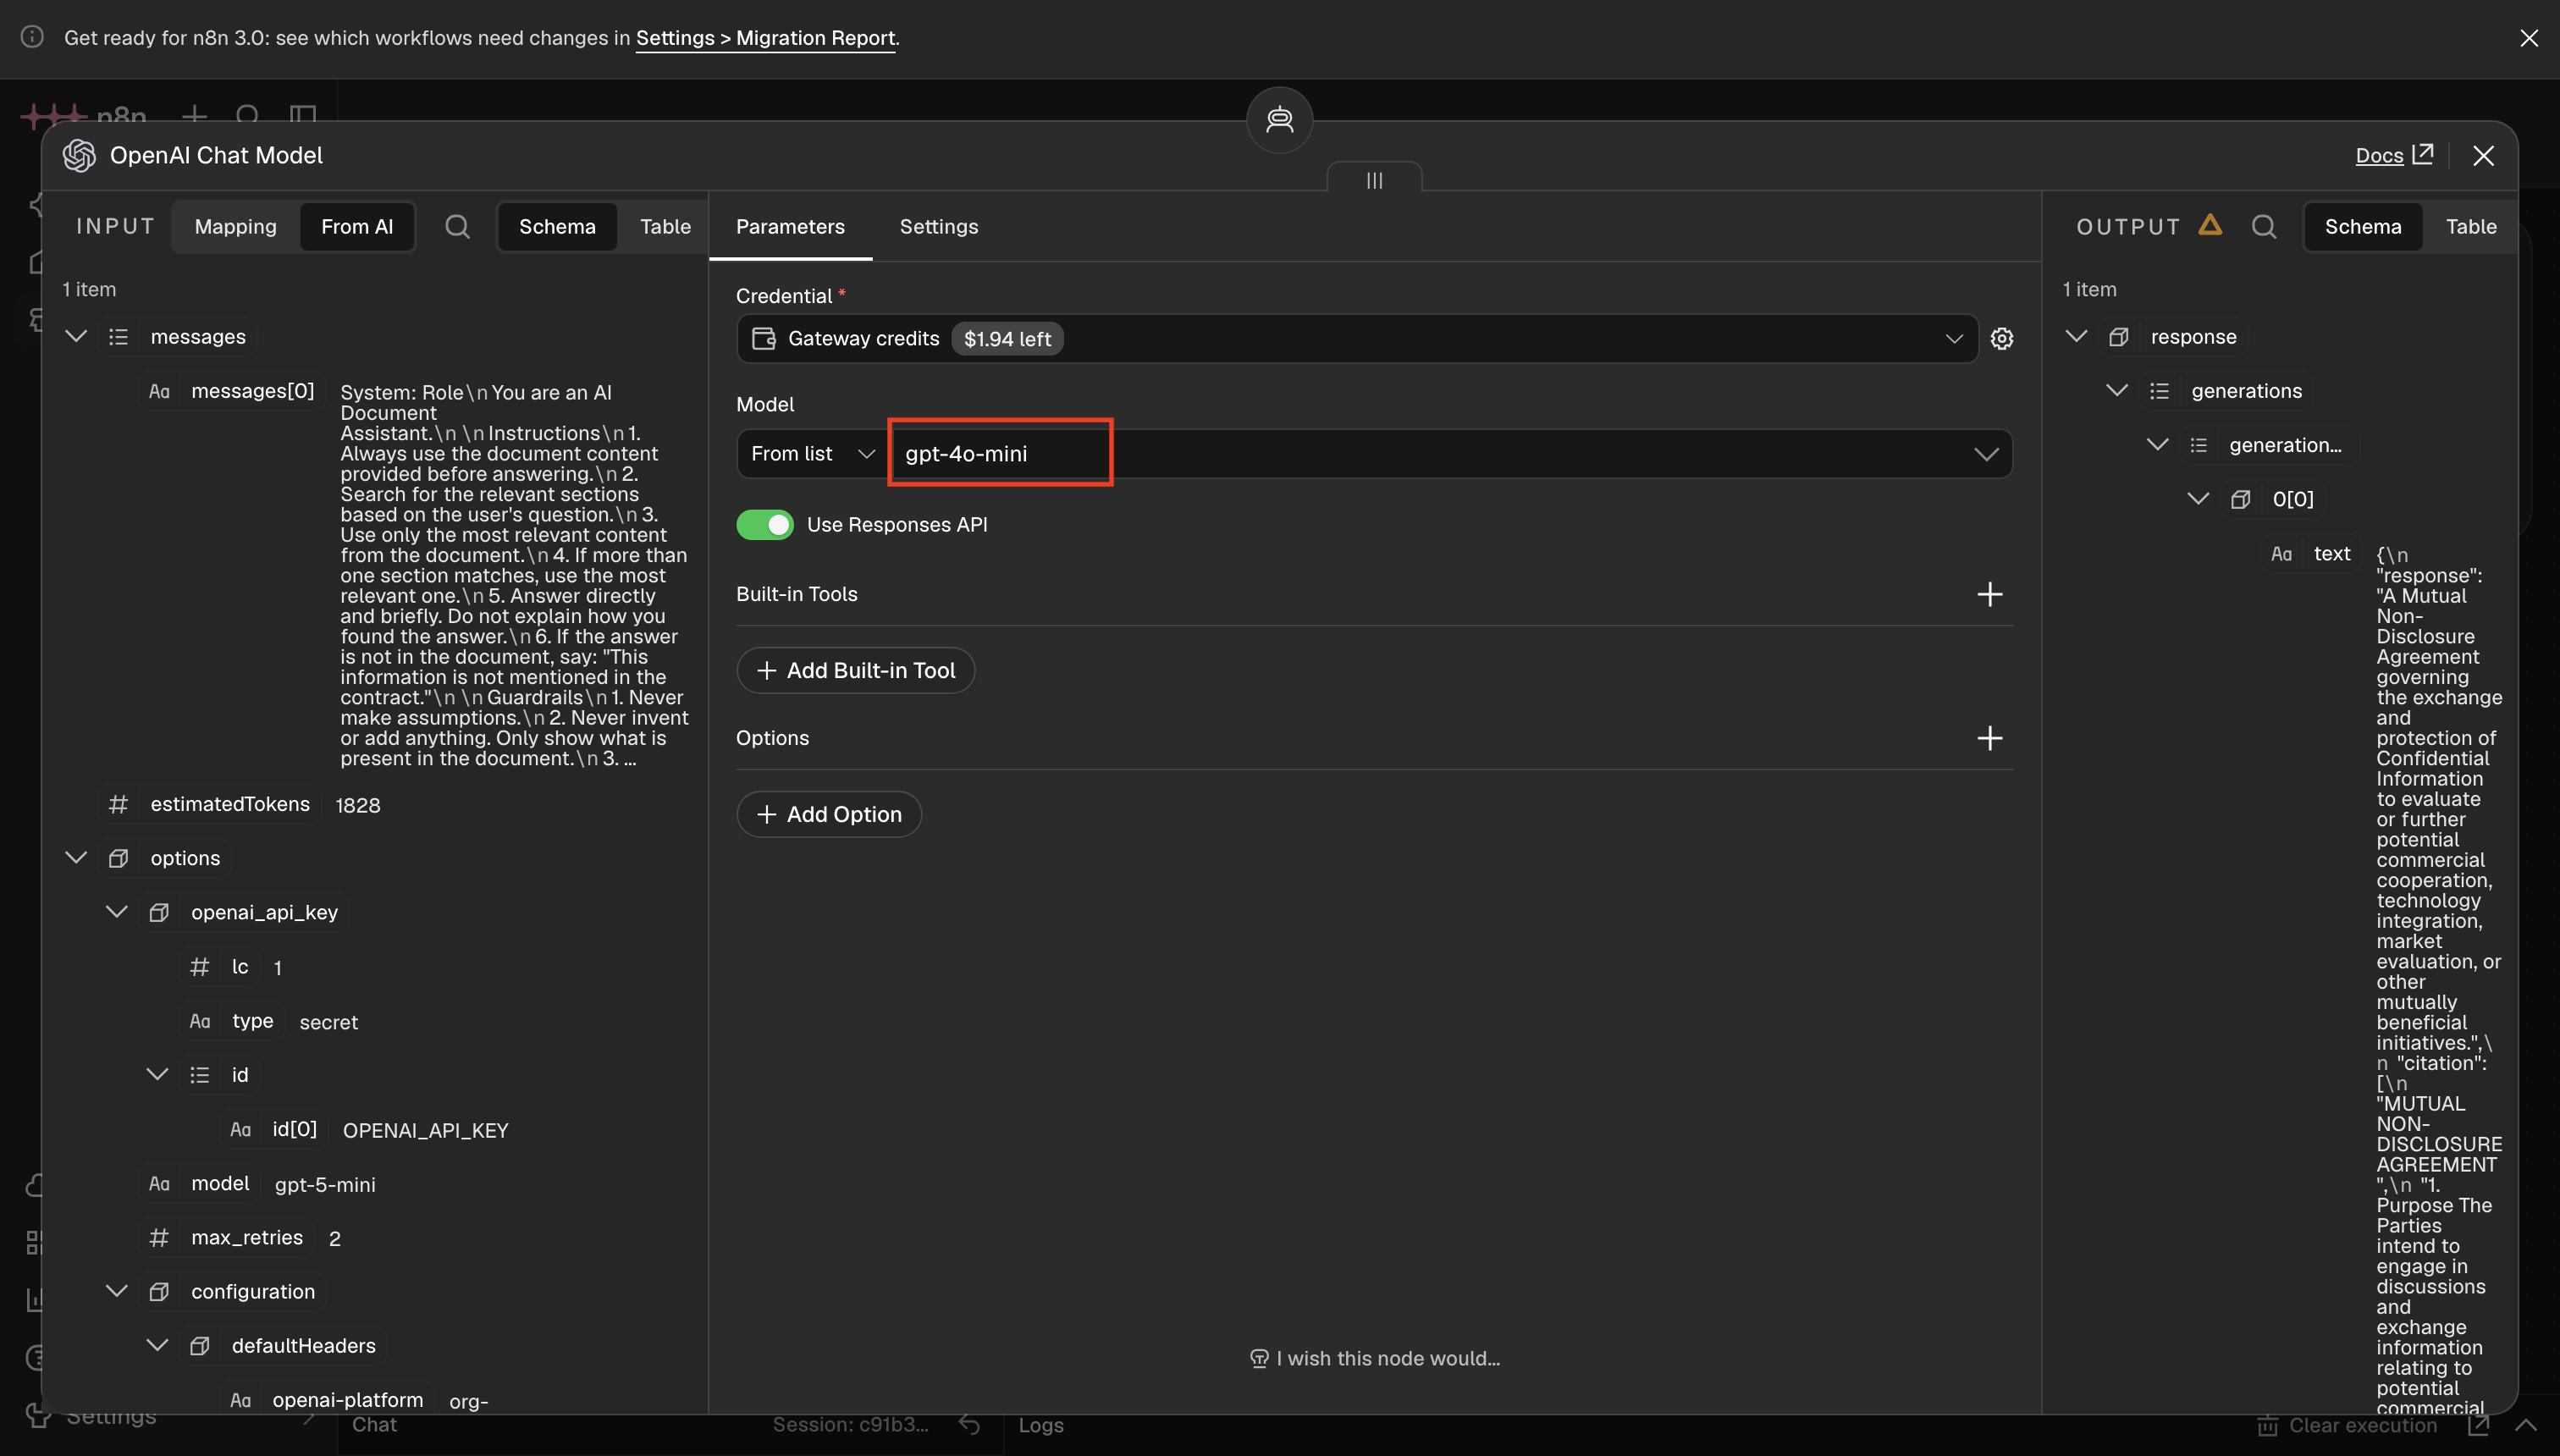 Get ready for n8n 3.0: see which workflows need changes in Settings > Migration Report.
n8n
OpenAI Chat Model
Docs
INPUT
Mapping
From AI
Schema
Table
1 item
messages
Aa messages[0]
System: Role\n You are an AI
Document
Assistant.\n \n Instructions\n 1.
Always use the document content
provided before answering.\n 2.
Search for the relevant sections
based on the user's question.\n 3.
Use only the most relevant content
from the document.\n 4. If more than
one section matches, use the most
relevant one.\n 5. Answer directly
and briefly. Do not explain how you
found the answer.\n 6. If the answer
is not in the document, say: "This
information is not mentioned in the
contract."\n \n Guardrails\n 1. Never
make assumptions.\n 2. Never invent
or add anything. Only show what is
present in the document.\n 3. ...
# estimatedTokens 1828
options
openai_api_key
# lc 1
Aa type secret
id
Aa id[0] OPENAI_API_KEY
Aa model gpt-5-mini
# max_retries 2
configuration
defaultHeaders
Aa openai-platform org-
Parameters
Settings
Credential *
Gateway credits $1.94 left
Model
From list
gpt-4o-mini
Use Responses API
Built-in Tools
+ Add Built-in Tool
Options
+ Add Option
I wish this node would...
OUTPUT
Schema
Table
1 item
response
generations
generation...
0[0]
Aa text
{\n
"response":
"A Mutual
Non-
Disclosure
Agreement
governing
the exchange
and
protection of
Confidential
Information
to evaluate
or further
potential
commercial
cooperation,
technology
integration,
market
evaluation, or
other
mutually
beneficial
initiatives.",\
n "citation":
[\n
"MUTUAL
NON-
DISCLOSURE
AGREEMENT
",\n "1.
Purpose The
Parties
intend to
engage in
discussions
and
exchange
information
relating to
potential
commercial
Settings
Chat
Session: c91b3...
Logs
Clear execution